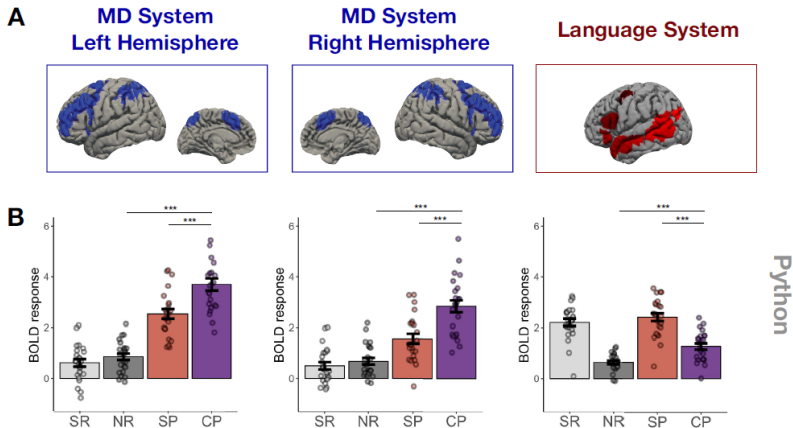 A
MD System
Left Hemisphere
MD System
Right Hemisphere
Language System
B
***
***
6
4
2
0
BOLD response
SR NR SP CP
***
***
6
4
2
0
BOLD response
SR NR SP CP
***
***
6
4
2
0
BOLD response
SR NR SP CP
Python